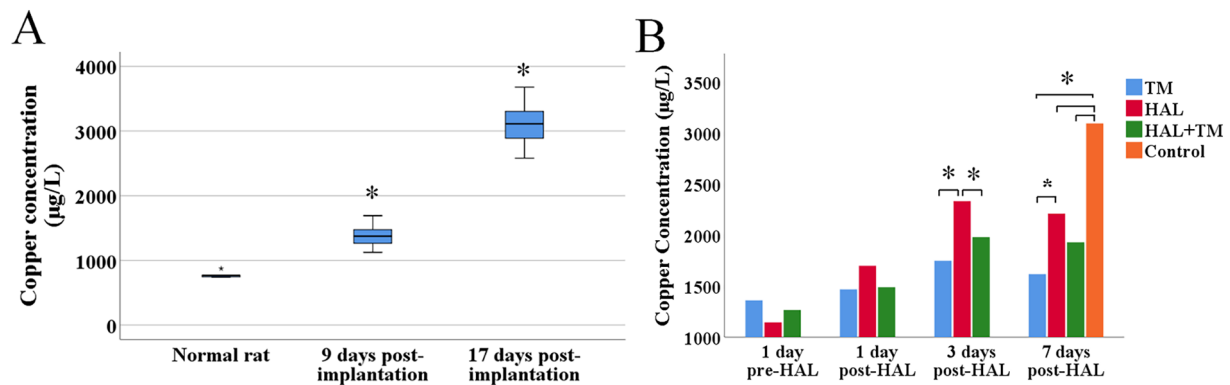 A
Copper concentration
(µg/L)
4000
3000
2000
1000
0
*
*
*
Normal rat
9 days post-
implantation
17 days post-
implantation
B
Copper Concentration (µg/L)
3500
3000
2500
2000
1500
1000
* *
*
*
1 day
pre-HAL
1 day
post-HAL
3 days
post-HAL
7 days
post-HAL
TM
HAL
HAL+TM
Control